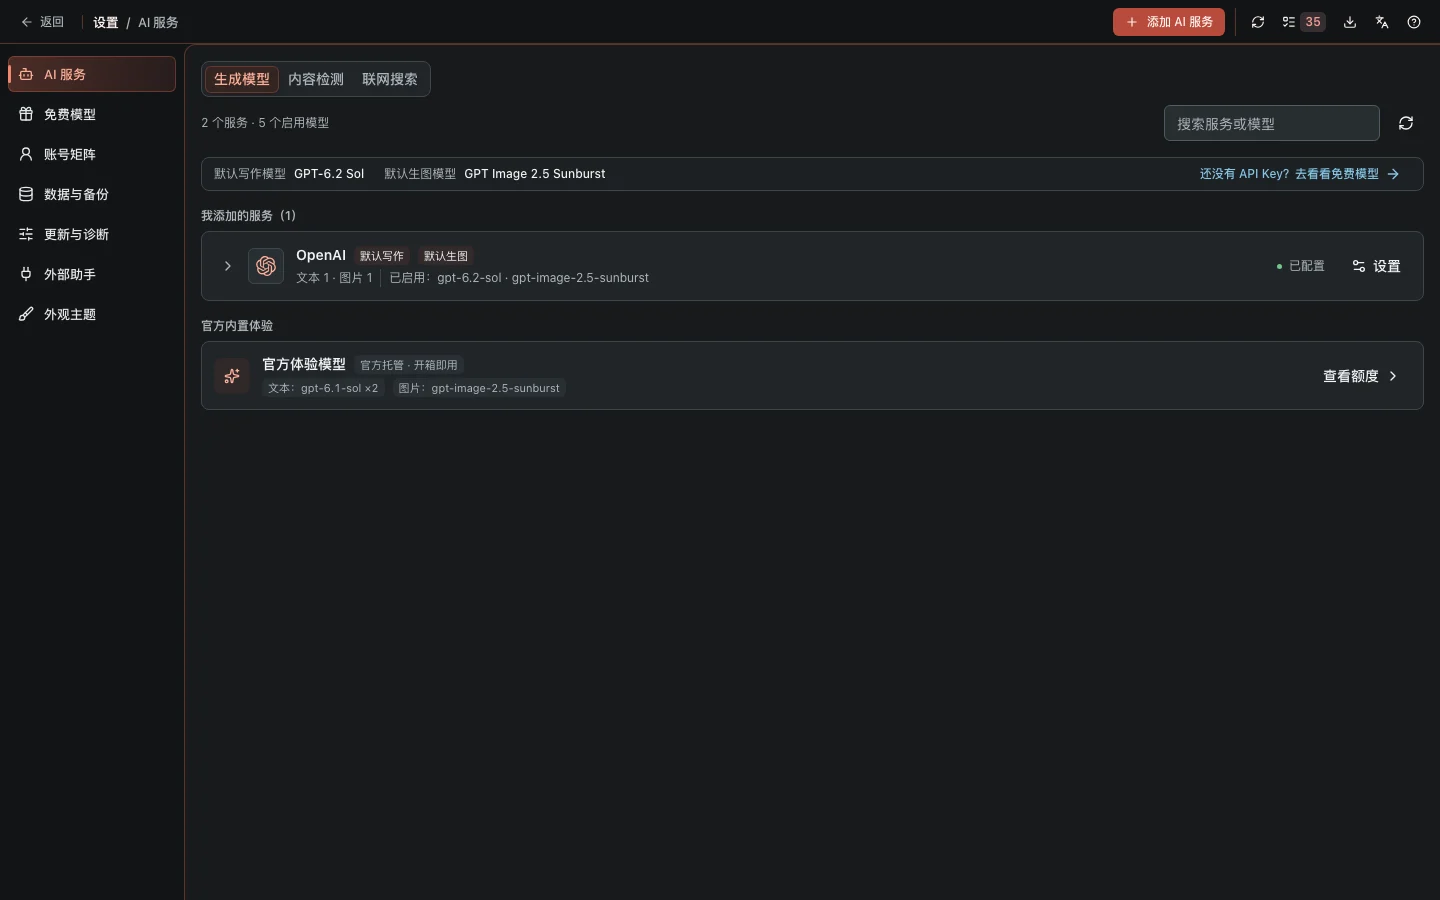 返回 设置 / AI 服务 添加 AI 服务 35
AI 服务
免费模型
账号矩阵
数据与备份
更新与诊断
外部助手
外观主题
生成模型 内容检测 联网搜索
2 个服务 · 5 个启用模型 搜索服务或模型
默认写作模型 GPT-6.2 Sol 默认生图模型 GPT Image 2.5 Sunburst 还没有 API Key? 去看看免费模型
我添加的服务 (1)
OpenAI 默认写作 默认生图
文本 1 · 图片 1 已启用: gpt-6.2-sol · gpt-image-2.5-sunburst
已配置 设置
官方内置体验
官方体验模型 官方托管 · 开箱即用
文本: gpt-6.1-sol ×2 图片: gpt-image-2.5-sunburst
查看额度